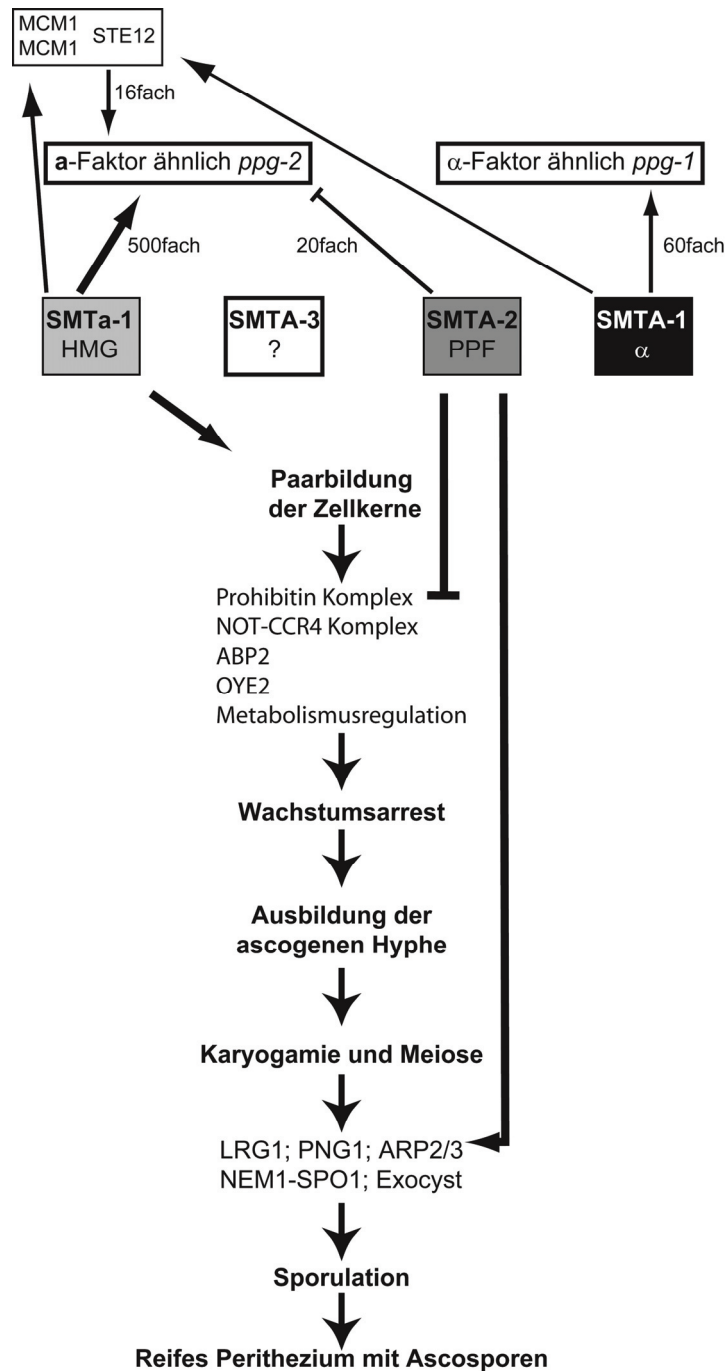 MCM1
MCM1 STE12
16fach
a-Faktor ähnlich ppg-2
α-Faktor ähnlich ppg-1
500fach
20fach
60fach
SMTa-1
HMG
SMTA-3
?
SMTA-2
PPF
SMTA-1
α
Paarbildung
der Zellkerne
Prohibitin Komplex
NOT-CCR4 Komplex
ABP2
OYE2
Metabolismusregulation
Wachstumsarrest
Ausbildung der
ascogenen Hyphe
Karyogamie und Meiose
LRG1; PNG1; ARP2/3
NEM1-SPO1; Exocyst
Sporulation
Reifes Perithezium mit Ascosporen